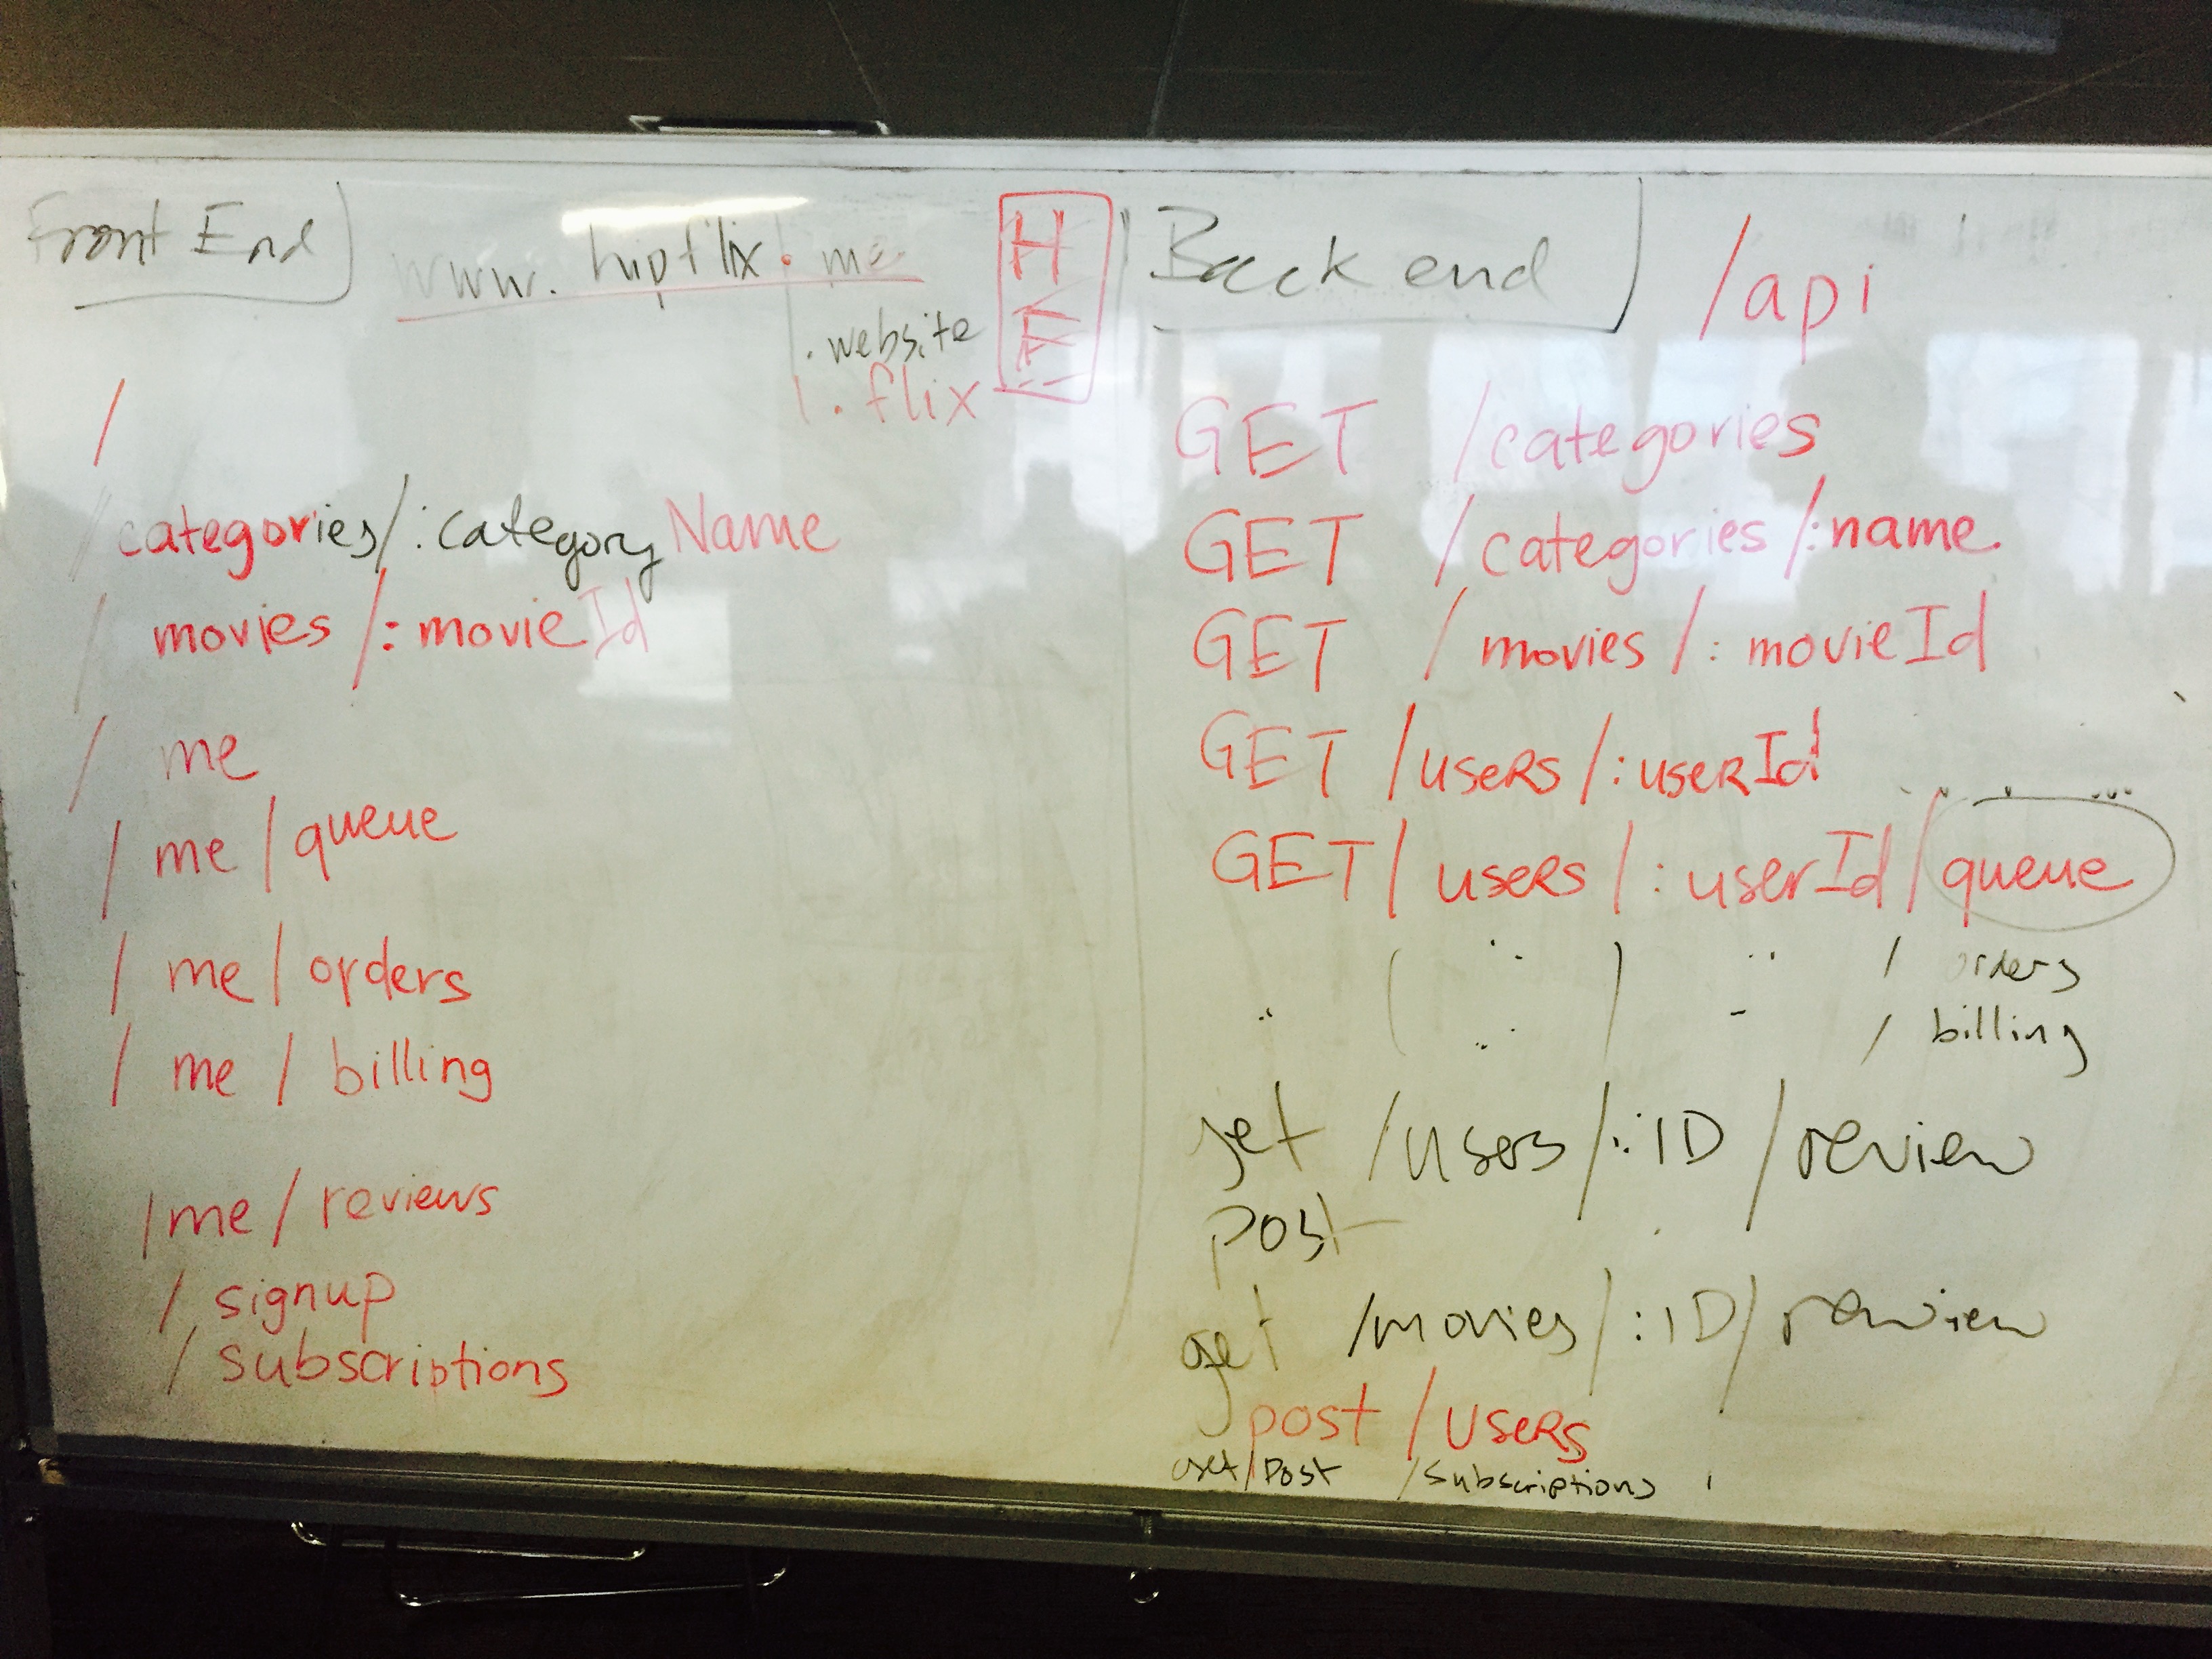 Front End
www.hipflix.me
.website
.flix
H
/
/categories/:categoryName
/movies/:movieId
/me
/me/queue
/me/orders
/me/billing
/me/reviews
/signup
/subscriptions
Backend /api
GET /categories
GET /categories/:name
GET /movies/:movieId
GET /users/:userId
GET /users/:userId/queue
" ( " ) " / orders
" ( " ) " / billing
get /users/:ID/review
post
get /movies/:ID/review
post /users
get/Post /subscriptions